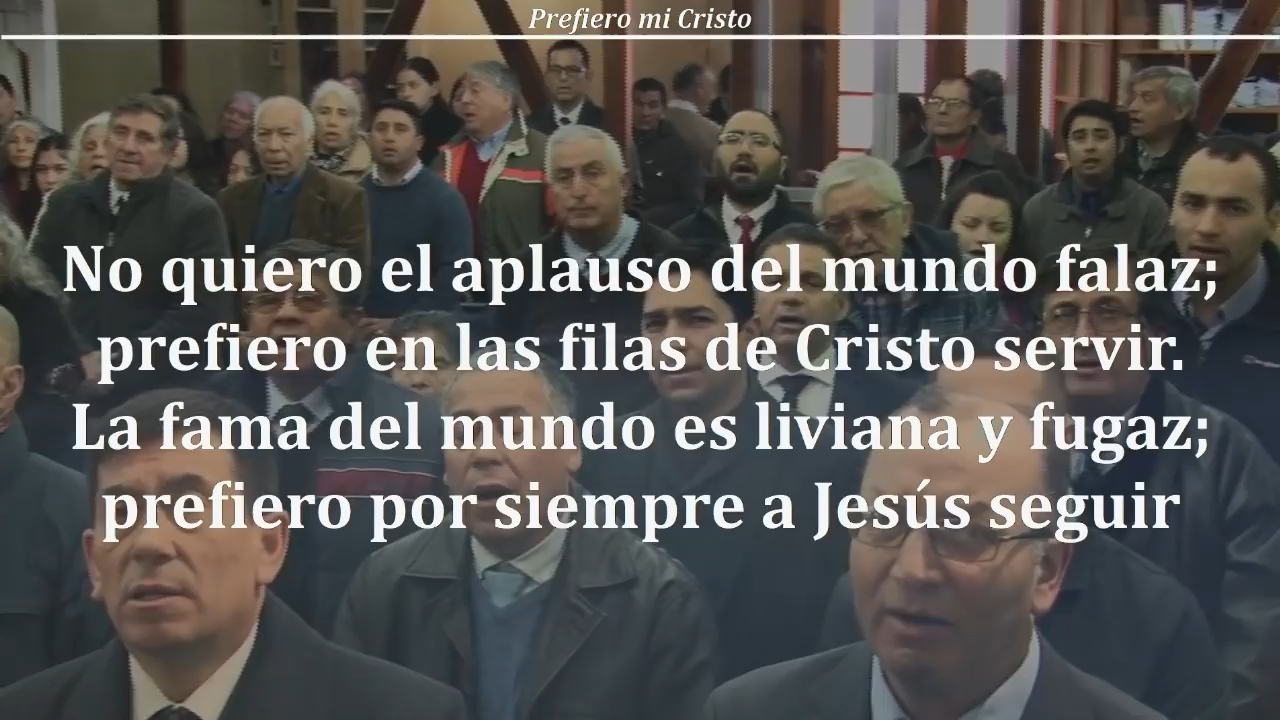 Prefiero mi Cristo
No quiero el aplauso del mundo falaz;
prefiero en las filas de Cristo servir.
La fama del mundo es liviana y fugaz;
prefiero por siempre a Jesús seguir